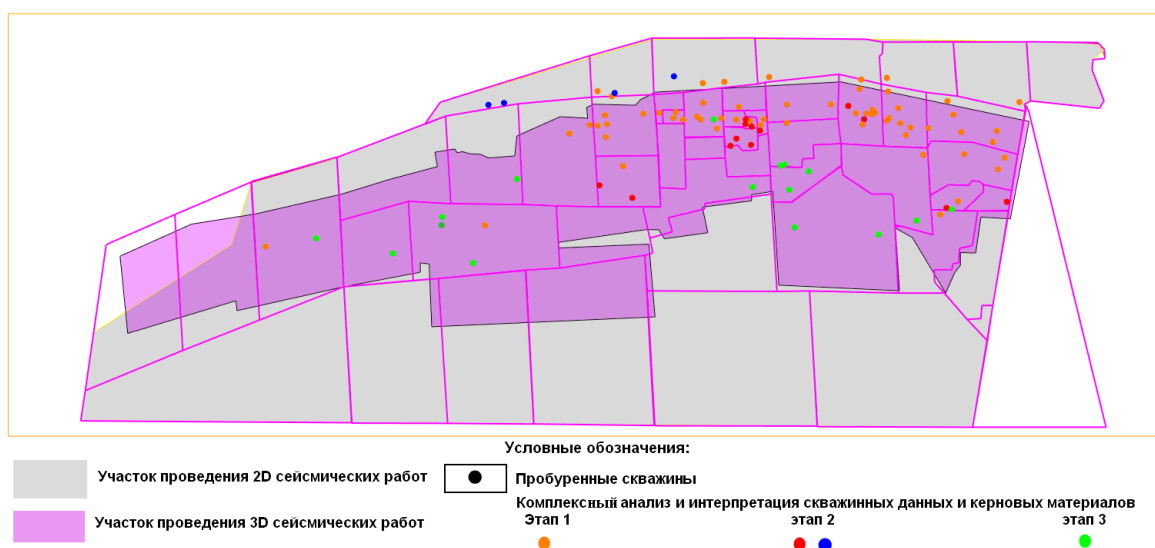 Условные обозначения:
Участок проведения 2D сейсмических работ
Пробуренные скважины
Комплексный анализ и интерпретация скважинных данных и керновых материалов
Участок проведения 3D сейсмических работ
Этап 1
этап 2
этап 3